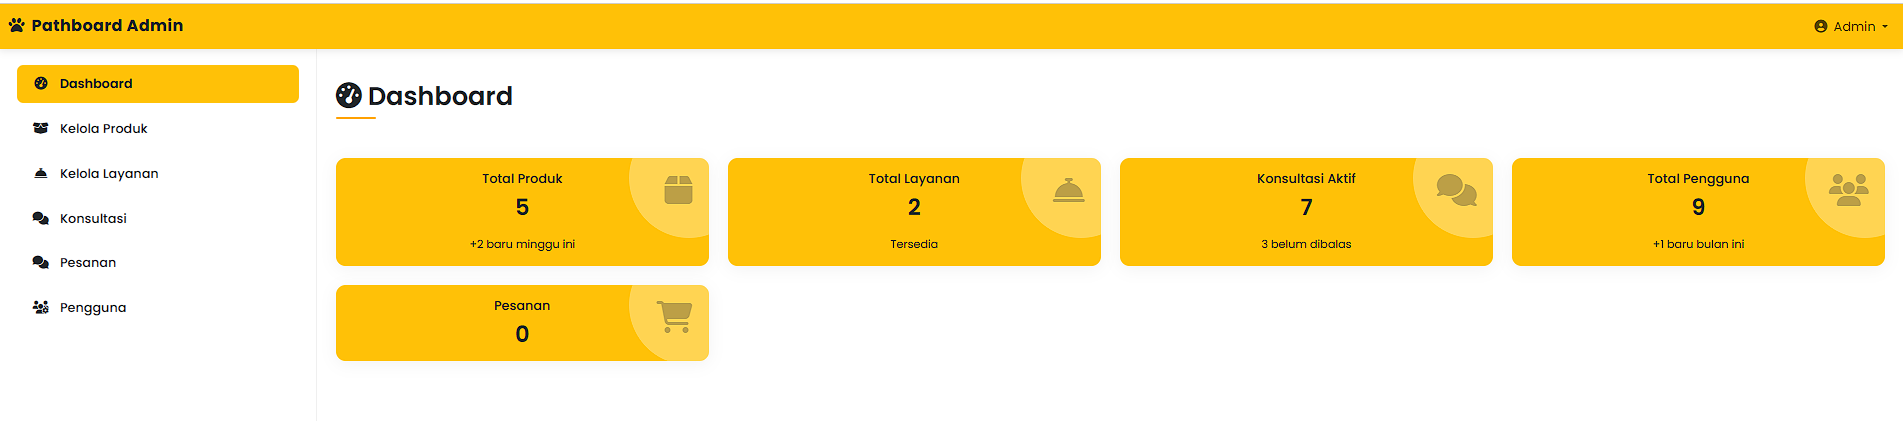 Pathboard Admin
Admin
Dashboard
Kelola Produk
Kelola Layanan
Konsultasi
Pesanan
Pengguna
Dashboard
Total Produk
5
+2 baru minggu ini
Total Layanan
2
Tersedia
Konsultasi Aktif
7
3 belum dibalas
Total Pengguna
9
+1 baru bulan ini
Pesanan
0